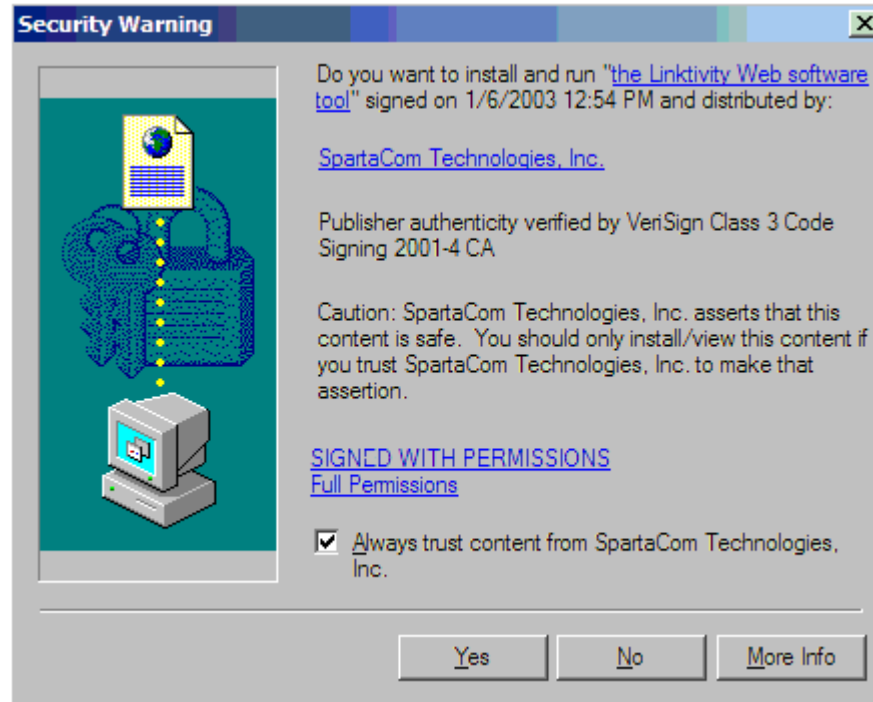 Security Warning
Do you want to install and run "the Linktivity Web software
tool" signed on 1/6/2003 12:54 PM and distributed by:
SpartaCom Technologies, Inc.
Publisher authenticity verified by VeriSign Class 3 Code
Signing 2001-4 CA
Caution: SpartaCom Technologies, Inc. asserts that this
content is safe. You should only install/view this content if
you trust SpartaCom Technologies, Inc. to make that
assertion.
SIGNED WITH PERMISSIONS
Full Permissions
Always trust content from SpartaCom Technologies,
Inc.
Yes No More Info